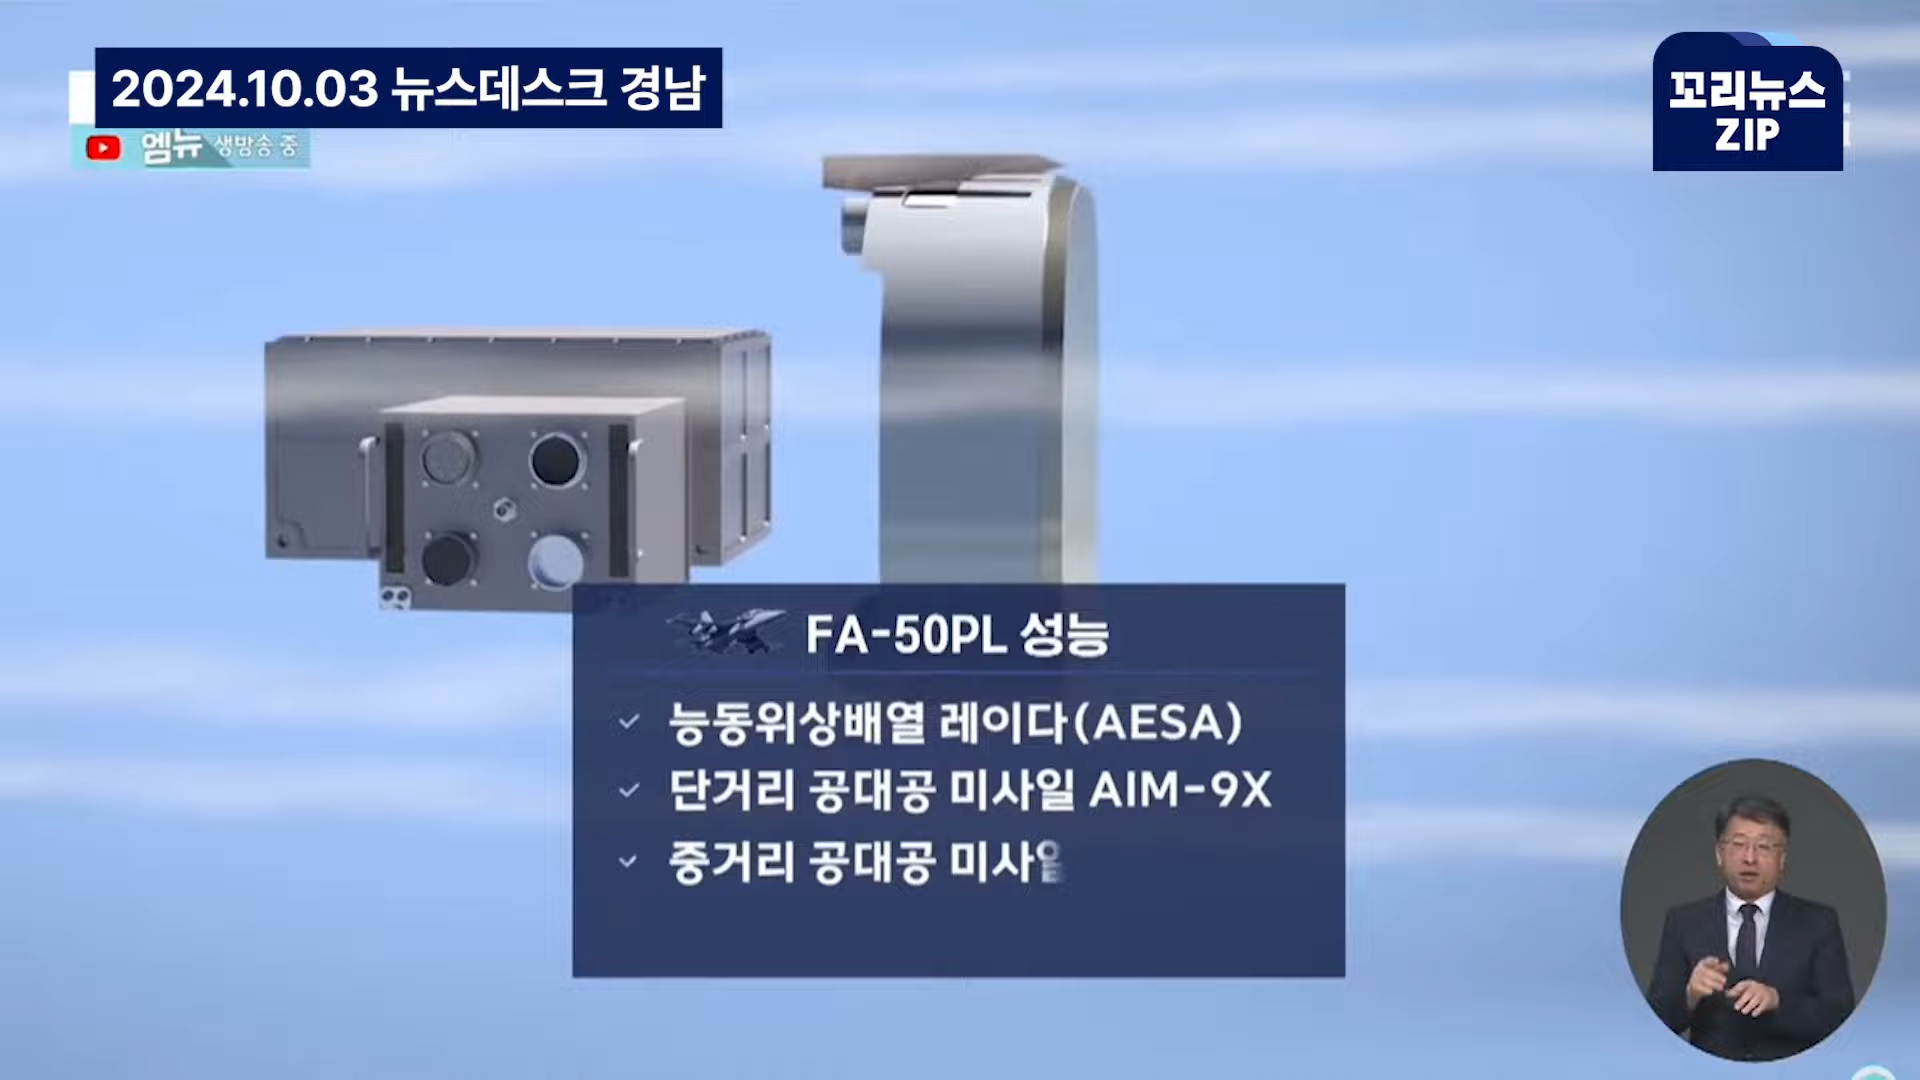 2024.10.03 뉴스데스크 경남
엠뉴 생방송 중
꼬리뉴스
ZIP
FA-50PL 성능
능동위상배열 레이다(AESA)
단거리 공대공 미사일 AIM-9X
중거리 공대공 미사일